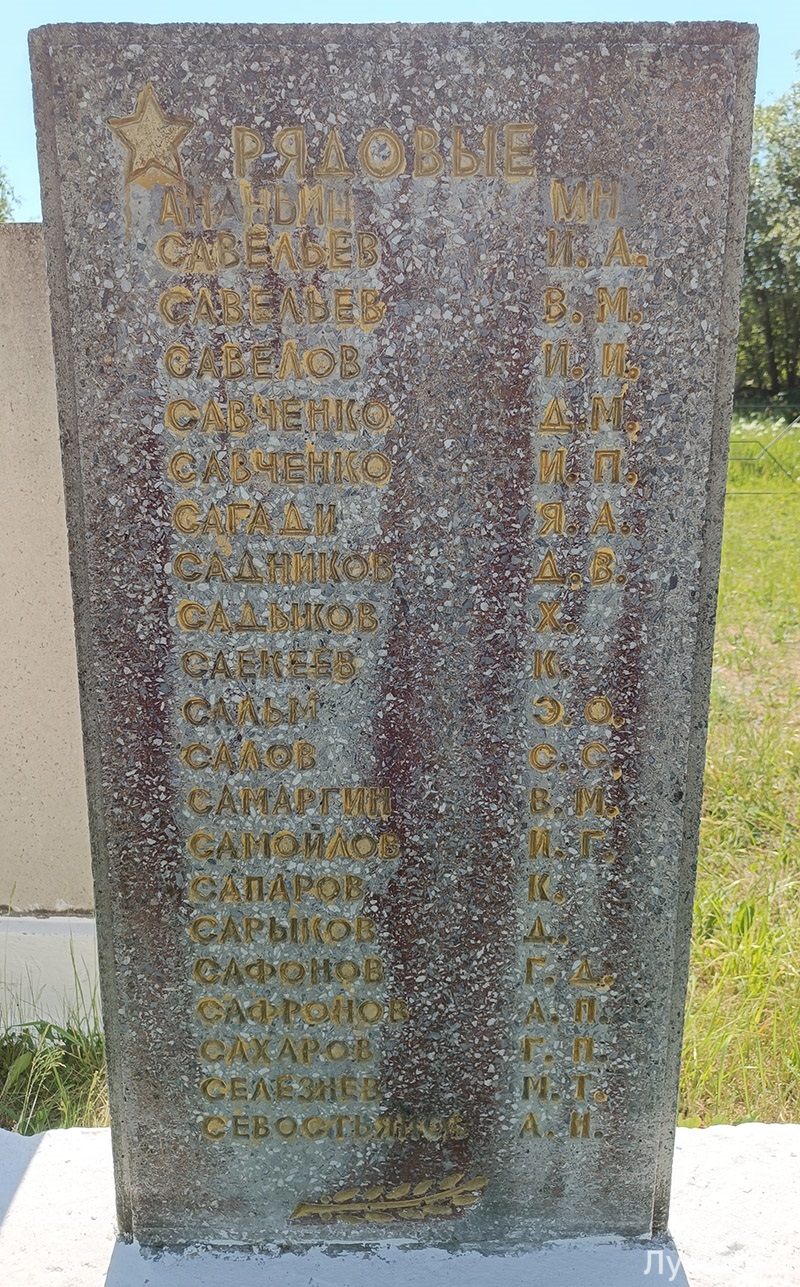 РЯДОВЫЕ
АНАНЬИН МН
САВЕЛЬЕВ И. А.
САВЕЛЬЕВ В. М.
САВЕЛОВ И. И.
САВЧЕНКО Д. М.
САВЧЕНКО И. П.
САГАДИ Я. А.
САДНИКОВ Д. В.
САДЫКОВ Х.
САЕКЕЕВ К.
САЛЬМ Э. О.
САЛОВ С. С.
САМАРГИН В. М.
САМОЙЛОВ И. Г.
САПАРОВ К.
САРЫКОВ Д.
САФОНОВ Г. Д.
САФРОНОВ А. П.
САХАРОВ Г. П.
СЕЛЕЗНЕВ М. Т.
СЕВОСТЬЯНОВ А. И.